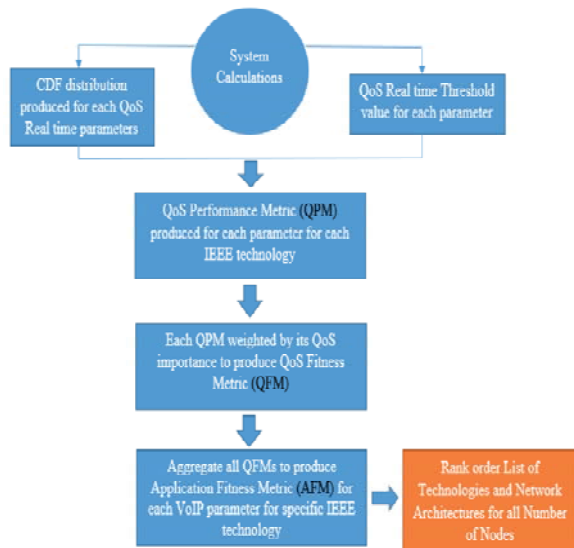 System
Calculations
CDF distribution
produced for each QoS
Real time parameters
QoS Real time Threshold
value for each parameter
QoS Performance Metric (QPM)
produced for each parameter for each
IEEE technology
Each QPM weighted by its QoS
importance to produce QoS Fitness
Metric (QFM)
Aggregate all QFMs to produce
Application Fitness Metric (AFM) for
each VoIP parameter for specific IEEE
technology
Rank order List of
Technologies and Network
Architectures for all Number
of Nodes